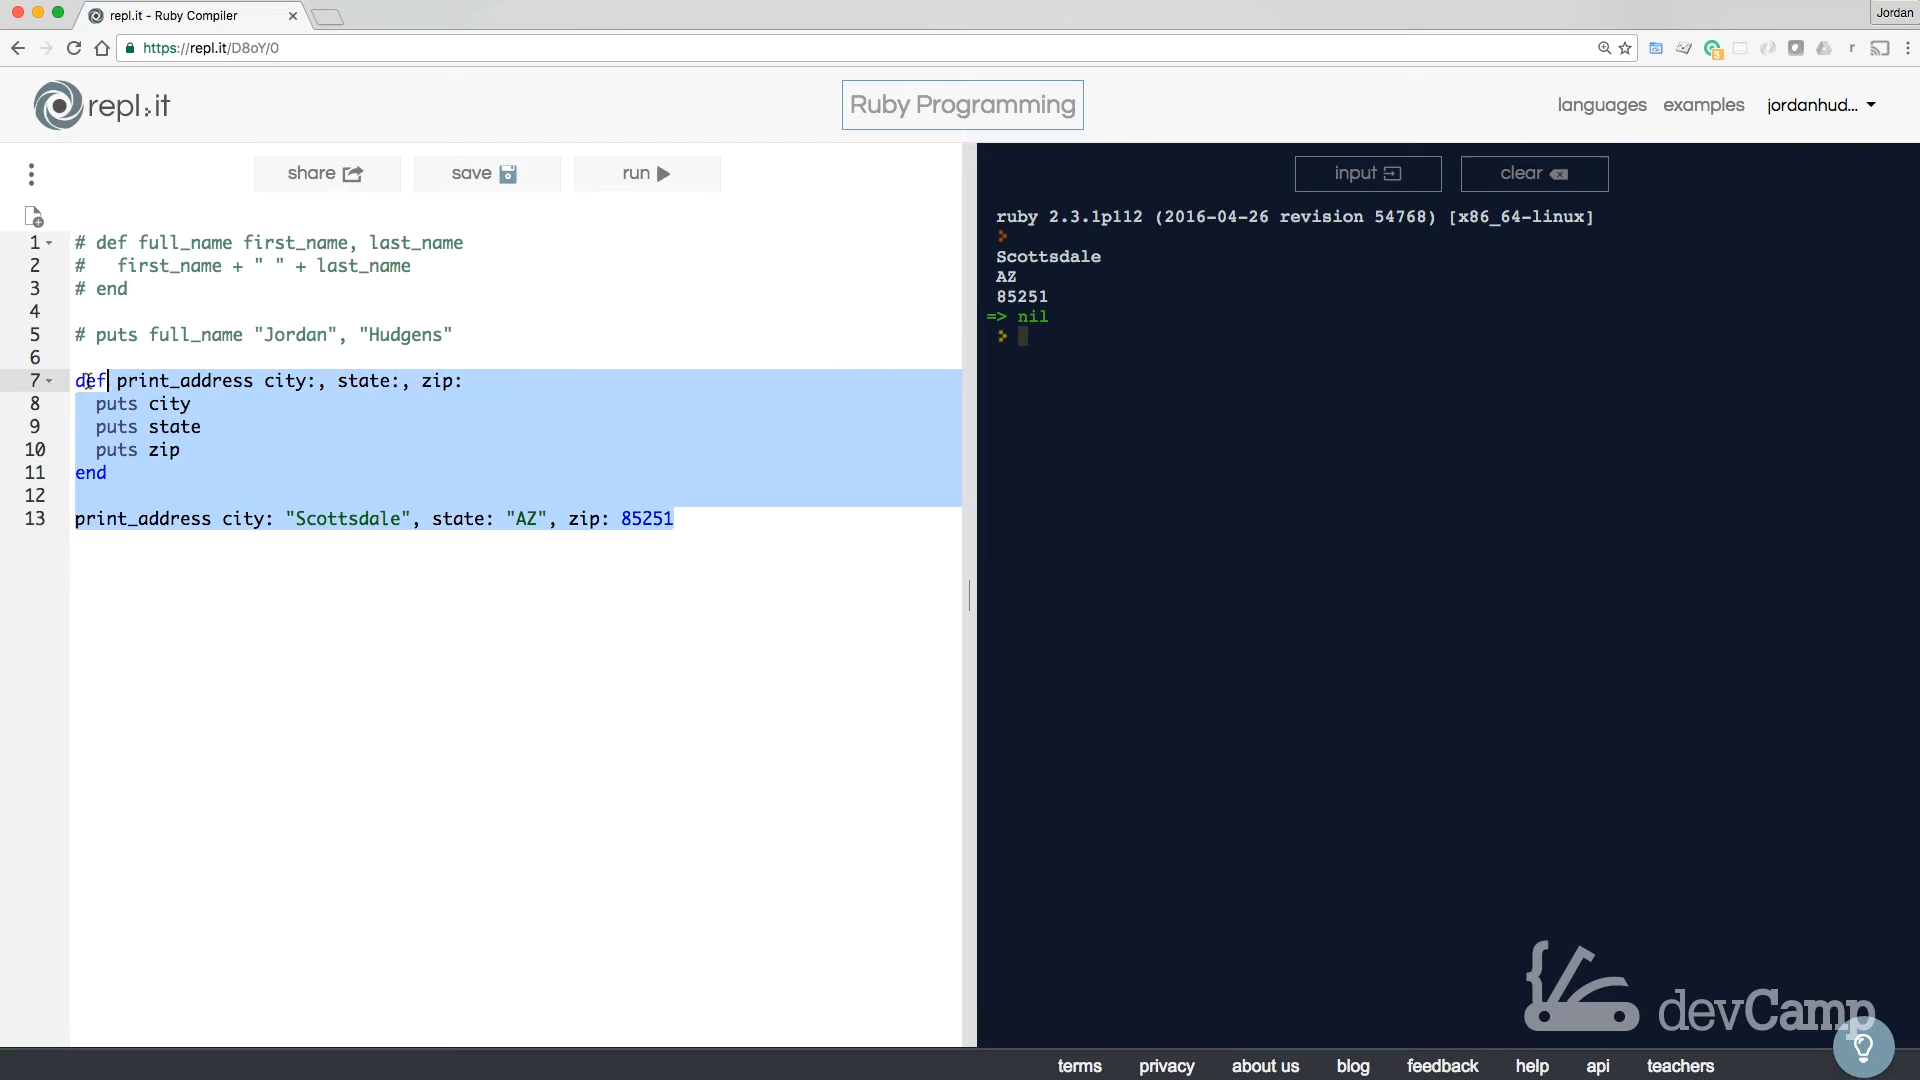 repl.it - Ruby Compiler
Jordan
https://repl.it/D8oY/0
3
r
repl.it
Ruby Programming
languages examples jordanhud...
share save run
input clear
1 # def full_name first_name, last_name
2 #   first_name + " " + last_name
3 # end
4
5 # puts full_name "Jordan", "Hudgens"
6
7 def print_address city:, state:, zip:
8   puts city
9   puts state
10   puts zip
11 end
12
13 print_address city: "Scottsdale", state: "AZ", zip: 85251
ruby 2.3.1p112 (2016-04-26 revision 54768) [x86_64-linux]
Scottsdale
AZ
85251
=> nil
devCamp
terms privacy about us blog feedback help api teachers